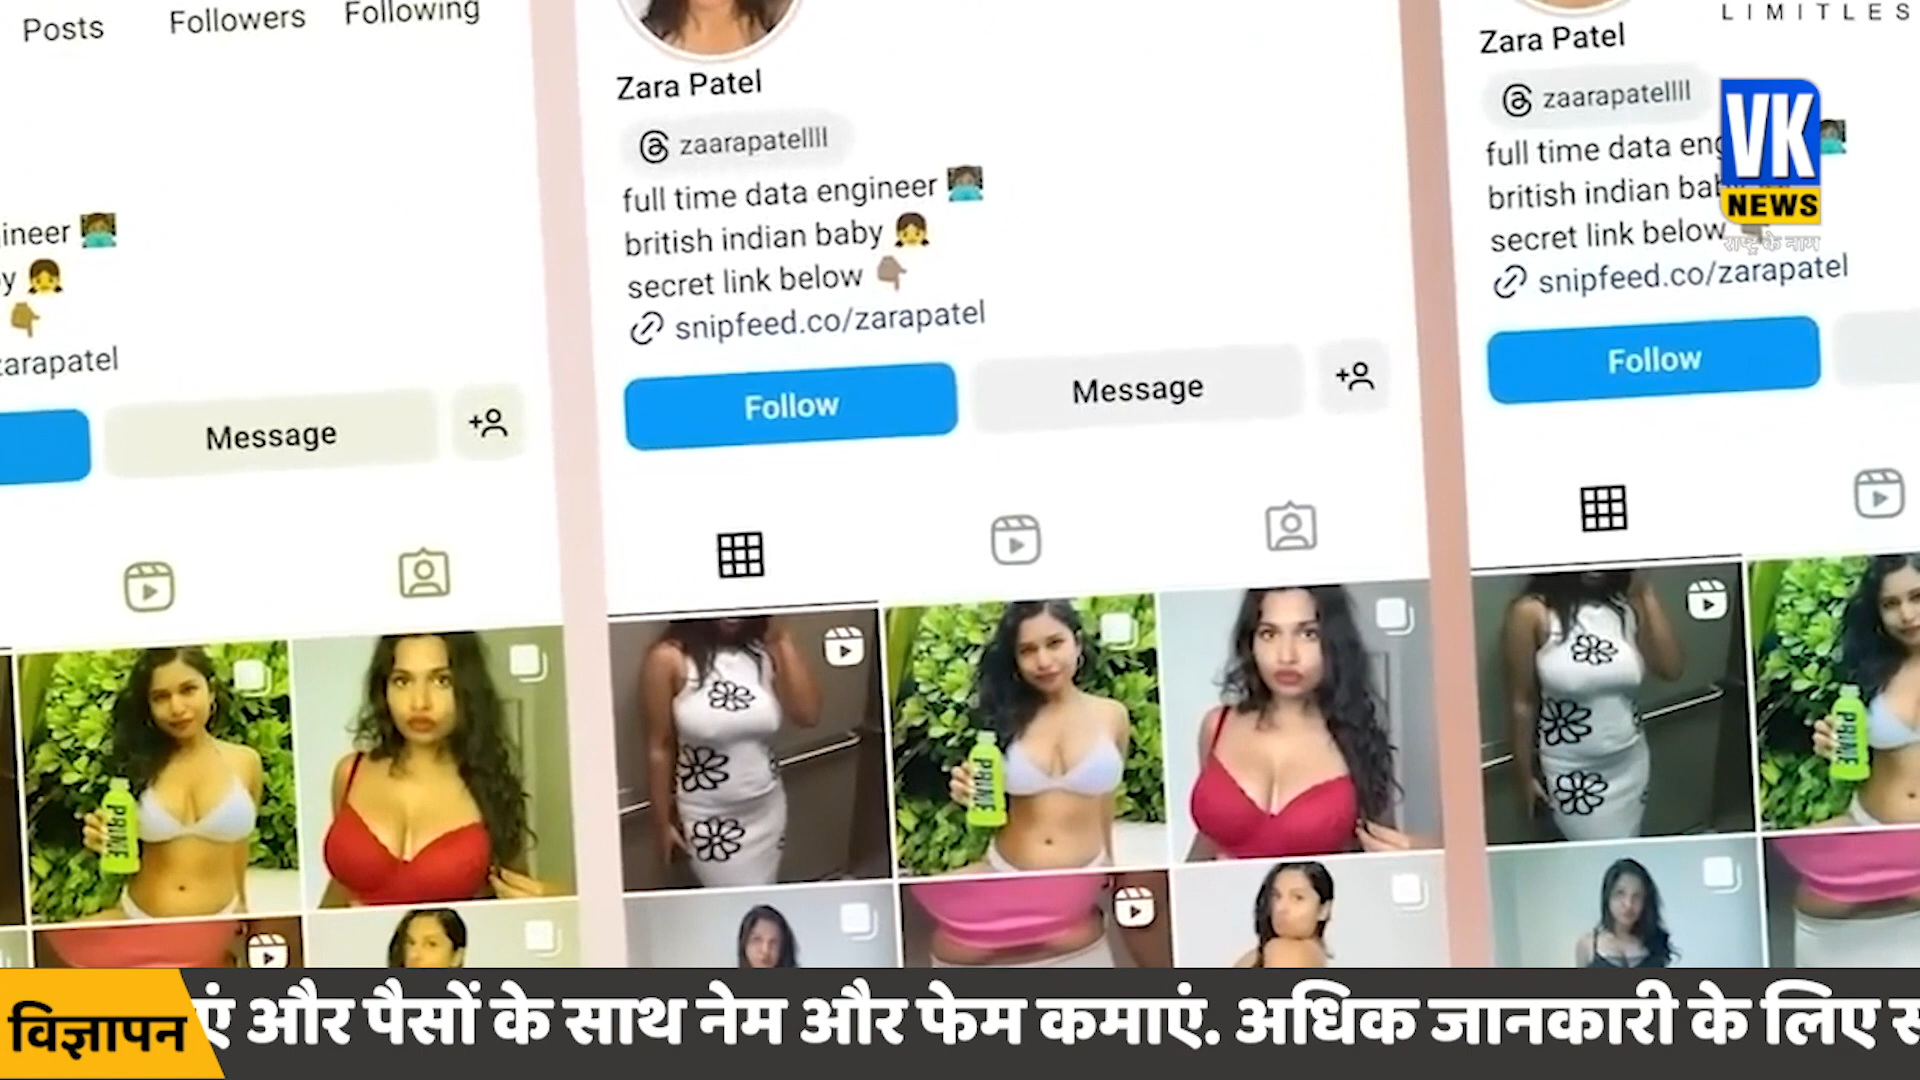 Posts Followers Following
ineer
y
zarapatel
Message
Zara Patel
zaarapatellll
full time data engineer
british indian baby
secret link below
snipfeed.co/zarapatel
Follow Message
PRIME
PRIME
LIMITLES
Zara Patel
zaarapatellll
full time data eng
british indian bab
secret link below
snipfeed.co/zarapatel
Follow
PRIME
VK
NEWS
राष्ट्र के नाम
विज्ञापन
एं और पैसों के साथ नेम और फेम कमाएं. अधिक जानकारी के लिए स